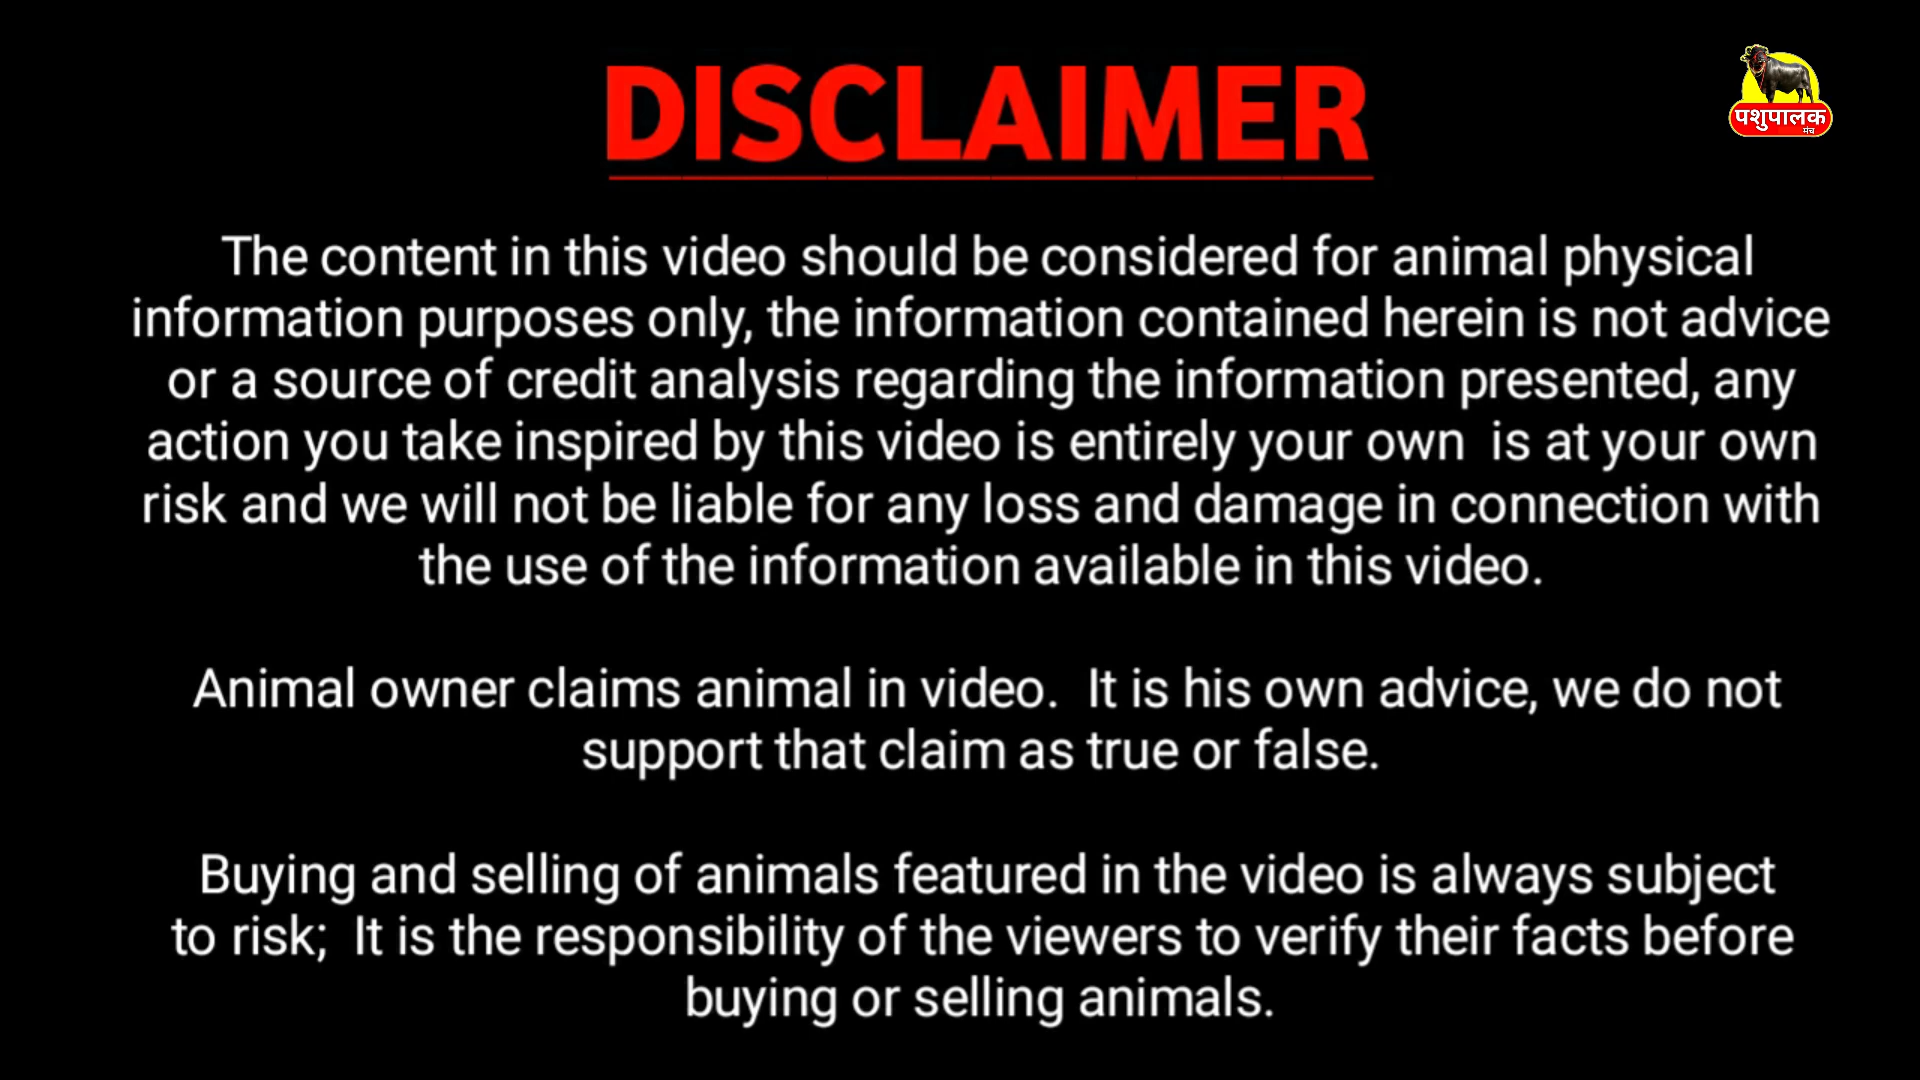 DISCLAIMER
पशुपालक
मंच
The content in this video should be considered for animal physical
information purposes only, the information contained herein is not advice
or a source of credit analysis regarding the information presented, any
action you take inspired by this video is entirely your own  is at your own
risk and we will not be liable for any loss and damage in connection with
the use of the information available in this video.
Animal owner claims animal in video.  It is his own advice, we do not
support that claim as true or false.
Buying and selling of animals featured in the video is always subject
to risk;  It is the responsibility of the viewers to verify their facts before
buying or selling animals.